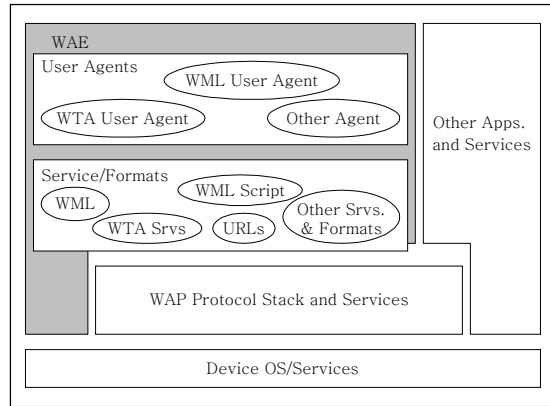 WAE
User Agents
WML User Agent
WTA User Agent
Other Agent
Other Apps.
and Services
Service/Formats
WML Script
WML
Other Srvs.
& Formats
WTA Srvs
URLs
WAP Protocol Stack and Services
Device OS/Services